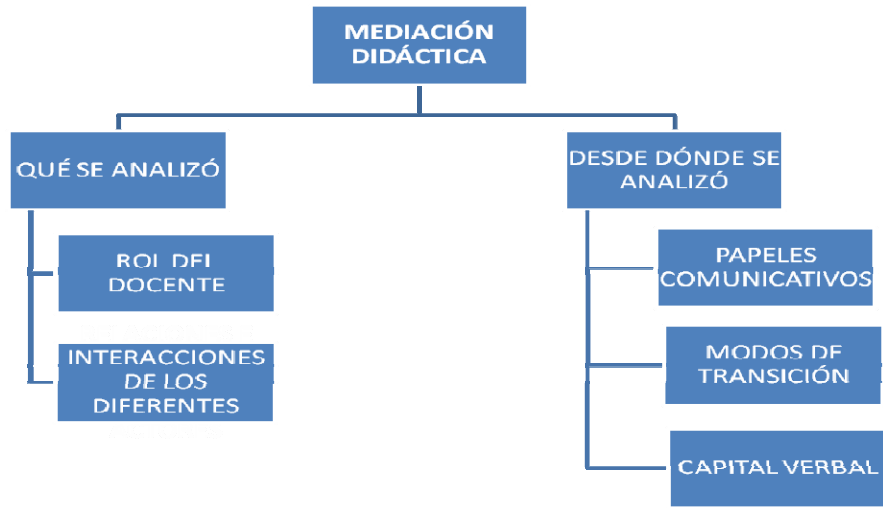 MEDIACIÓN
DIDÁCTICA
QUÉ SE ANALIZÓ
DESDE DÓNDE SE
ANALIZÓ
ROL DEL
DOCENTE
INTERACCIONES
DE LOS
DIFERENTES
PAPELES
COMUNICATIVOS
MODOS DE
TRANSICIÓN
CAPITAL VERBAL